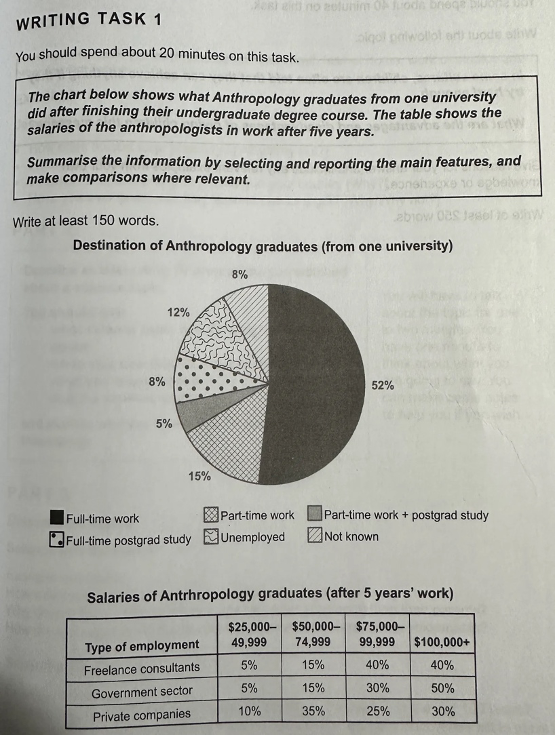 WRITING TASK 1
You should spend about 20 minutes on this task.
The chart below shows what Anthropology graduates from one university
did after finishing their undergraduate degree course. The table shows the
salaries of the anthropologists in work after five years.
Summarise the information by selecting and reporting the main features, and
make comparisons where relevant.
Write at least 150 words.
Destination of Anthropology graduates (from one university)
8%
12%
8%
52%
5%
15%
Full-time work Part-time work Part-time work + postgrad study
Full-time postgrad study Unemployed Not known
Salaries of Antrhropology graduates (after 5 years' work)
Type of employment $25,000–49,999 $50,000–74,999 $75,000–99,999 $100,000+
Freelance consultants 5% 15% 40% 40%
Government sector 5% 15% 30% 50%
Private companies 10% 35% 25% 30%